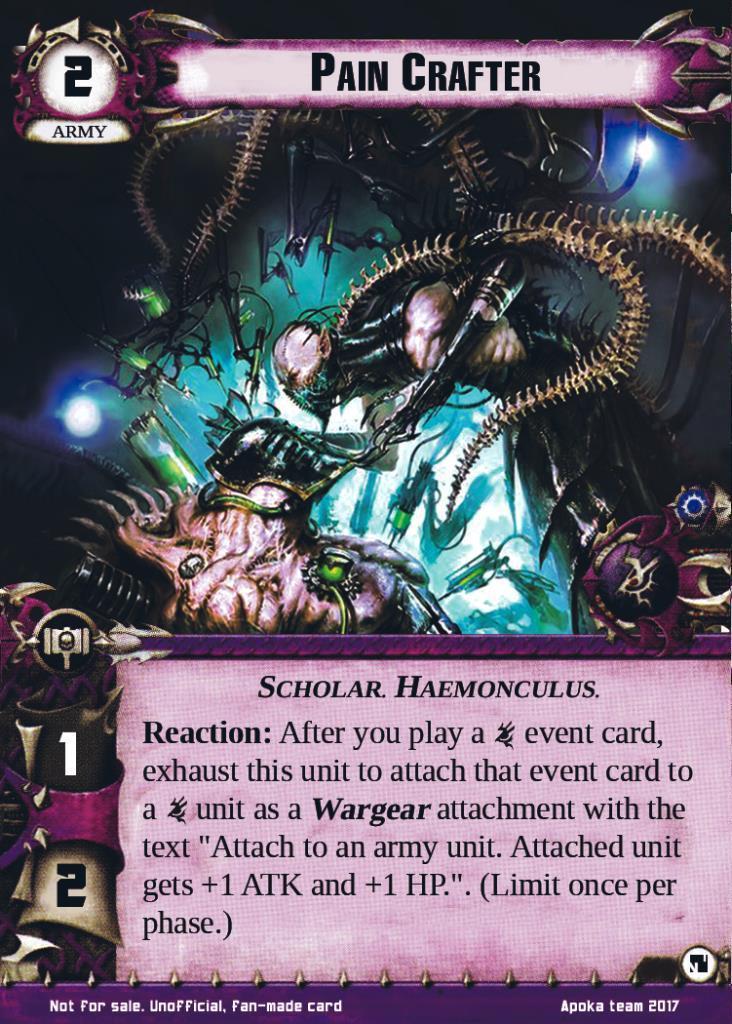 2
PAIN CRAFTER
ARMY
SCHOLAR. HAEMONCULUS.
1
2
Reaction: After you play a event card,
exhaust this unit to attach that event card to
a unit as a Wargear attachment with the
text "Attach to an army unit. Attached unit
gets +1 ATK and +1 HP.". (Limit once per
phase.)
Not for sale. Unofficial, fan-made card
Apoka team 2017